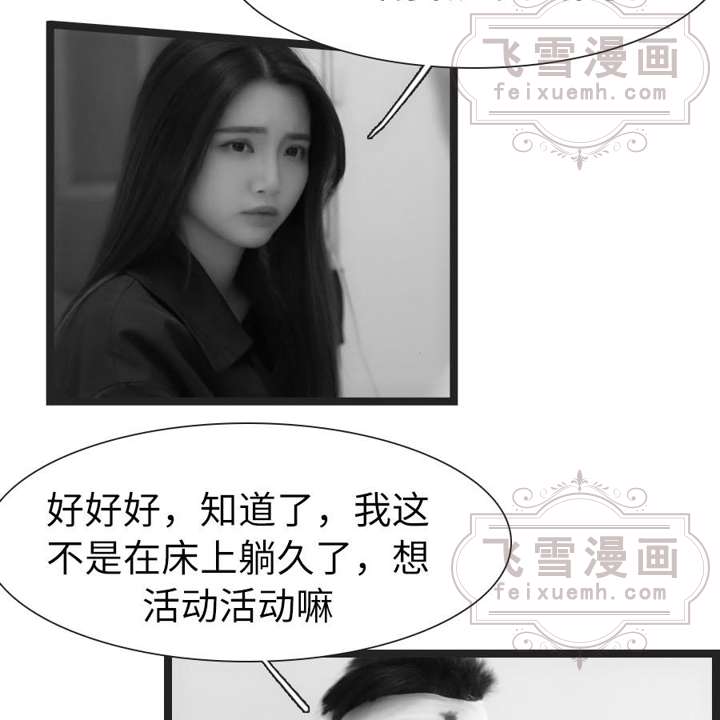 飞雪漫画
feixuemh.com
好好好，知道了，我这
不是在床上躺久了，想
活动活动嘛
飞雪漫画
feixuemh.com